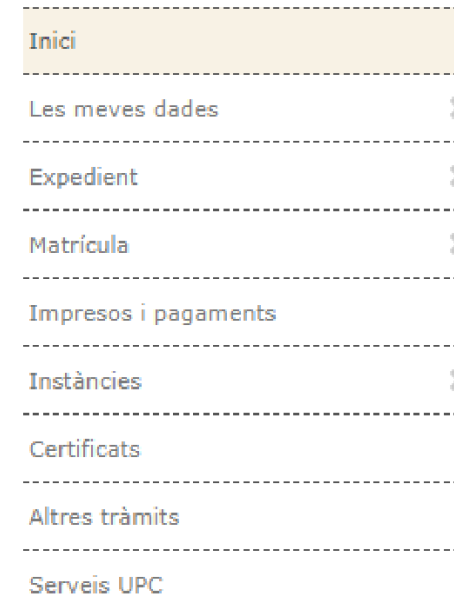 Inici
Les meves dades
Expedient
Matrícula
Impresos i pagaments
Instàncies
Certificats
Altres tràmits
Serveis UPC